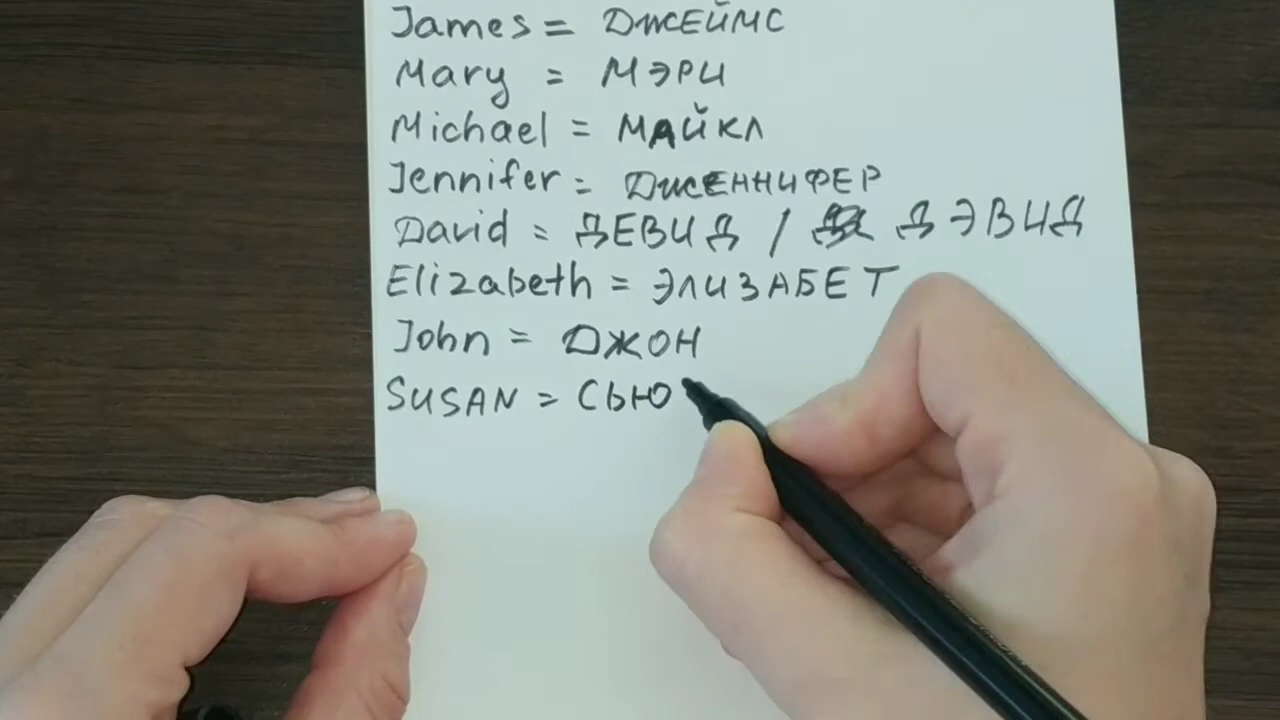 James = ДЖЕЙМС
Mary = МЭРИ
Michael = МАЙКЛ
Jennifer = ДЖЕННИФЕР
David = ДЕВИД / ДЭВИД
Elizabeth = ЭЛИЗАБЕТ
John = ДЖОН
SUSAN = СЬЮ